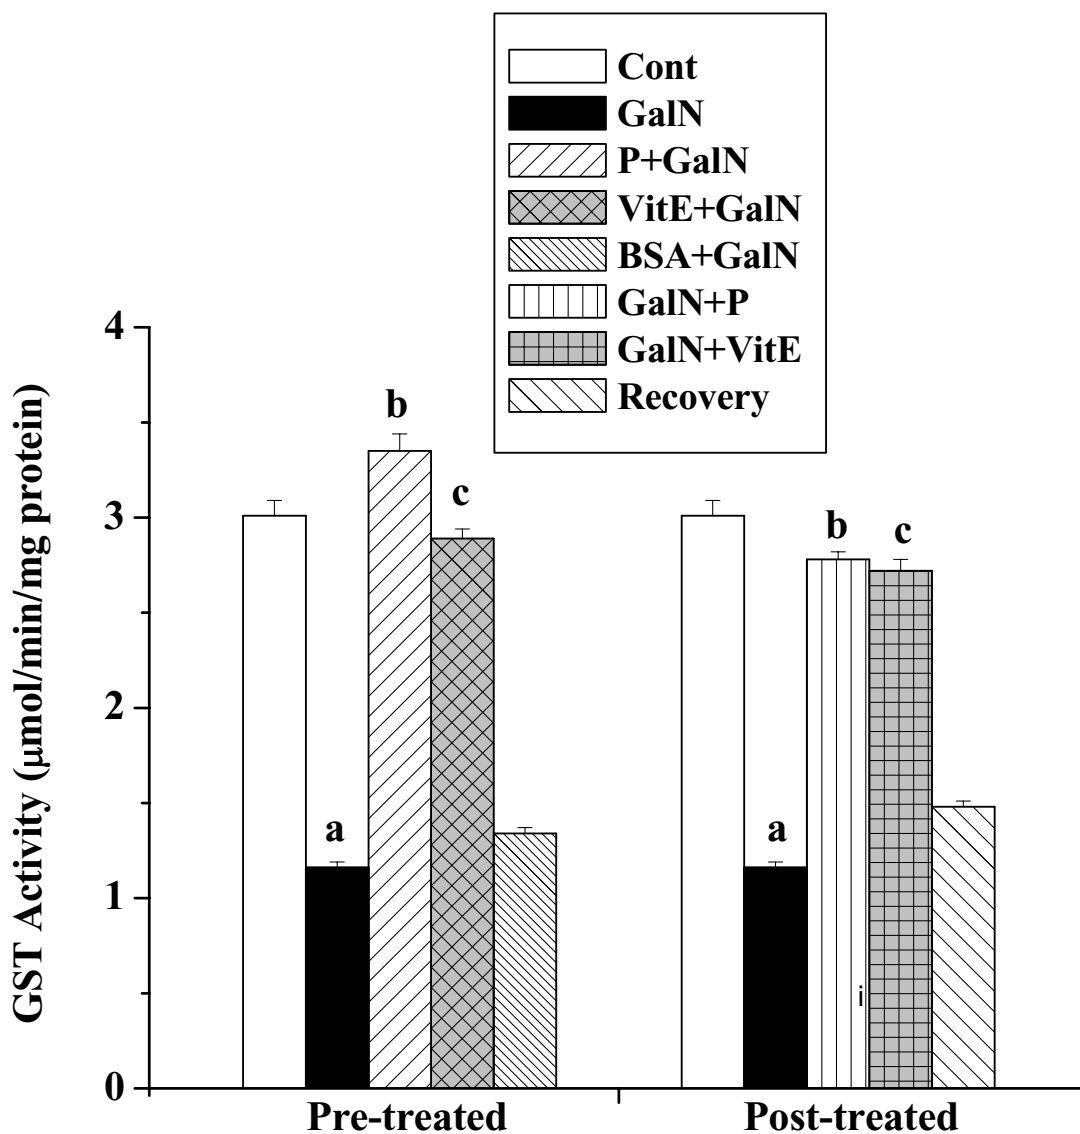 Cont
GalN
P+GalN
VitE+GalN
BSA+GalN
GalN+P
GalN+VitE
Recovery
GST Activity (μmol/min/mg protein)
4
3
2
1
0
b
c
a
b
c
a
i
Pre-treated
Post-treated